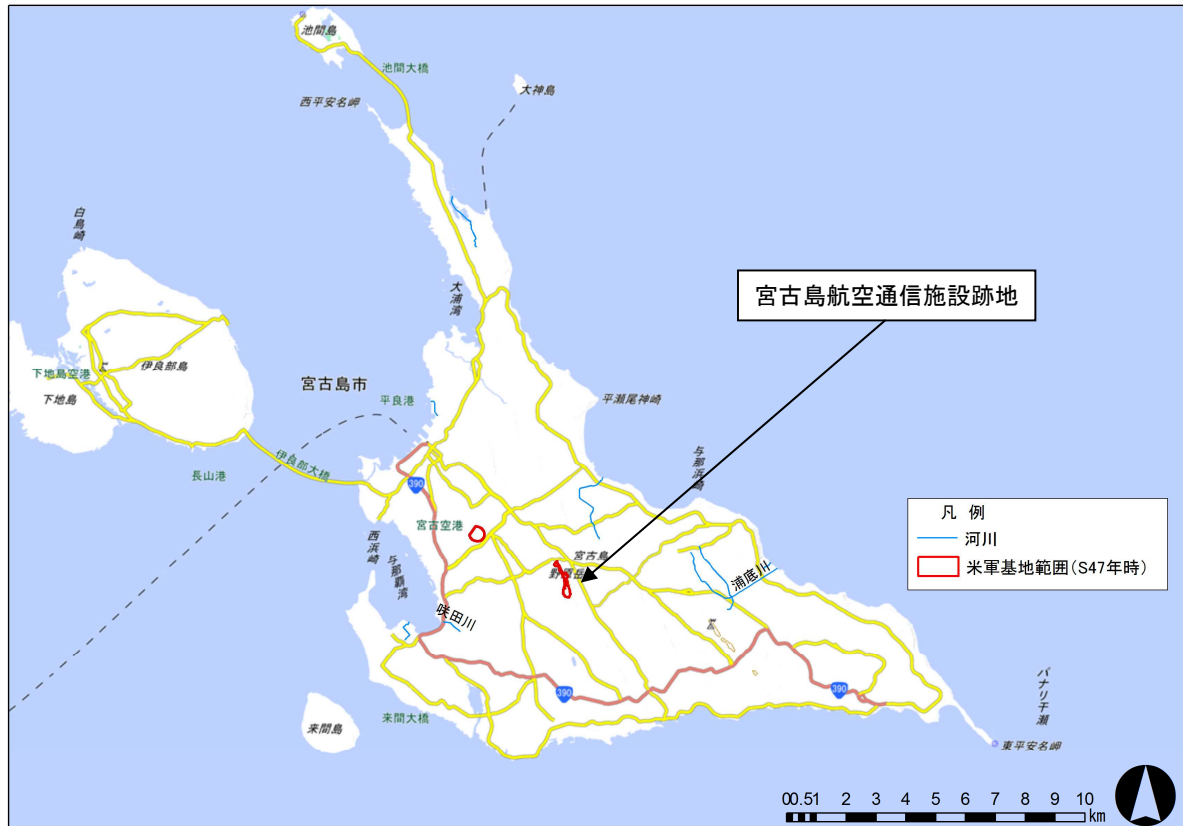 池間島
池間大橋
大神島
西平安名岬
白鳥崎
大浦湾
宮古島航空通信施設跡地
伊良部島
下地島空港
下地島
宮古島市
平良港
平瀬尾神崎
伊良部大橋
長山港
390
与那浜崎
凡 例
河川
米軍基地範囲(S47年時)
宮古空港
西浜崎
与那覇湾
宮古島
野原岳
浦底川
咲田川
390
390
パナリ干瀬
来間大橋
来間島
東平安名岬
00.51 2 3 4 5 6 7 8 9 10
km